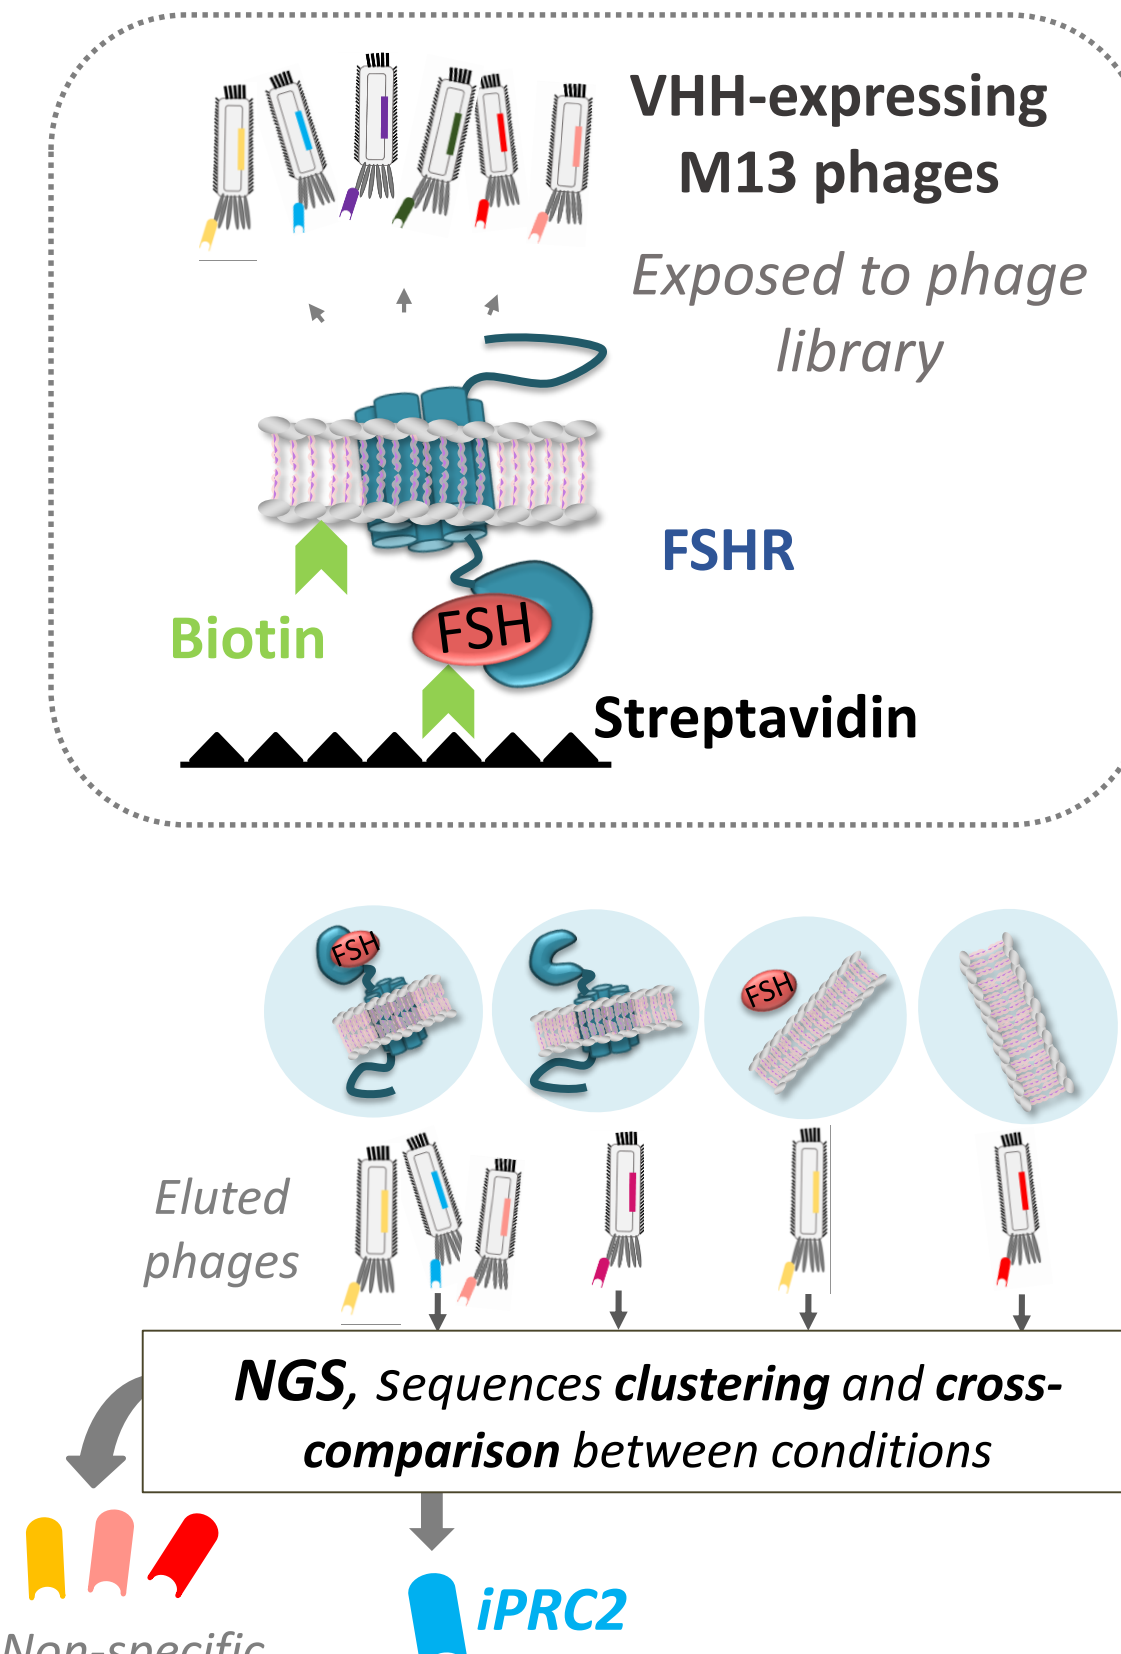 VHH-expressing
M13 phages
Exposed to phage
library
FSHR
Biotin
FSH
Streptavidin
FSH
FSH
Eluted
phages
NGS, sequences clustering and cross-
comparison between conditions
iPRC2
Non-specific